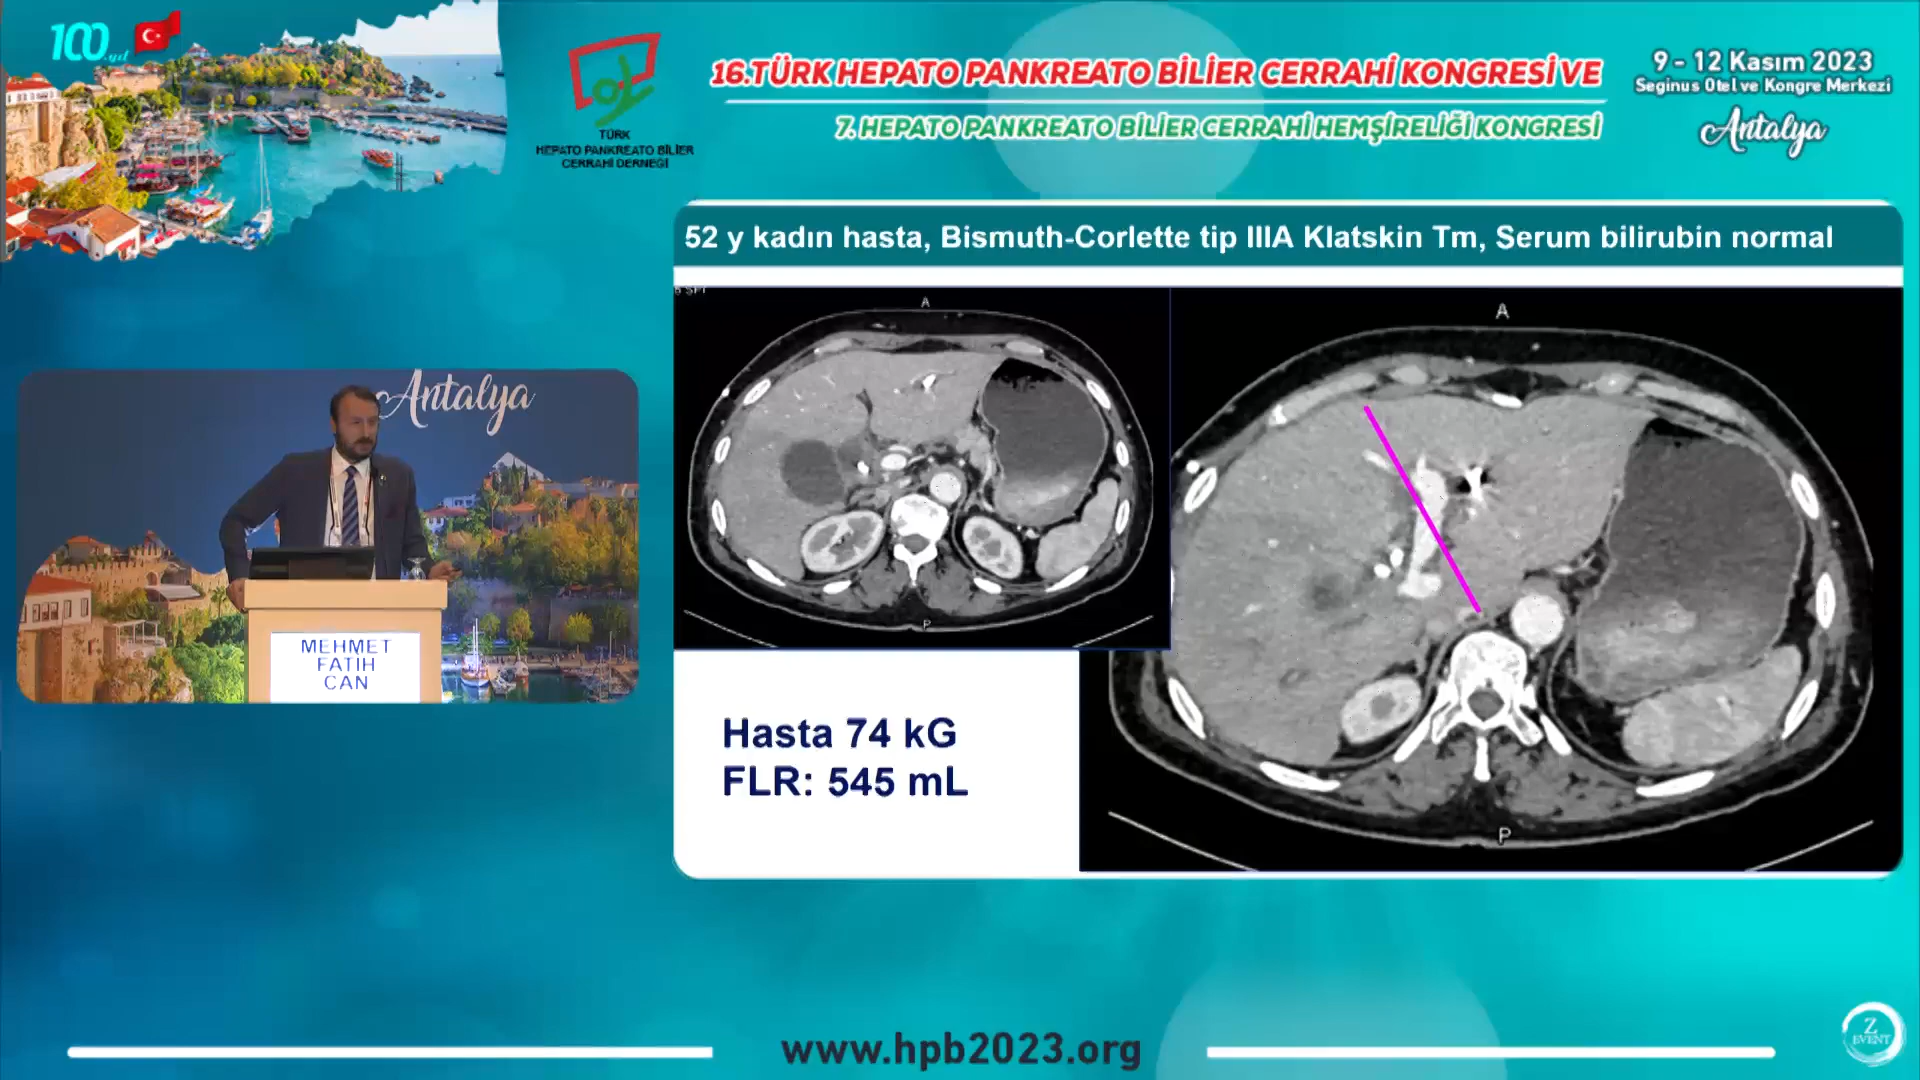 100.yıl
TÜRK
HEPATO PANKREATO BİLİER
CERRAHİ DERNEĞİ
16.TÜRK HEPATO PANKREATO BİLİER CERRAHİ KONGRESİ VE
7. HEPATO PANKREATO BİLİER CERRAHİ HEMŞİRELİĞİ KONGRESİ
9 - 12 Kasım 2023
Seginus Otel ve Kongre Merkezi
Antalya
52 y kadın hasta, Bismuth-Corlette tip IIIA Klatskin Tm, Serum bilirubin normal
A
A
P
P
Hasta 74 kG
FLR: 545 mL
Antalya
MEHMET
FATIH
CAN
www.hpb2023.org
Z
EVENT